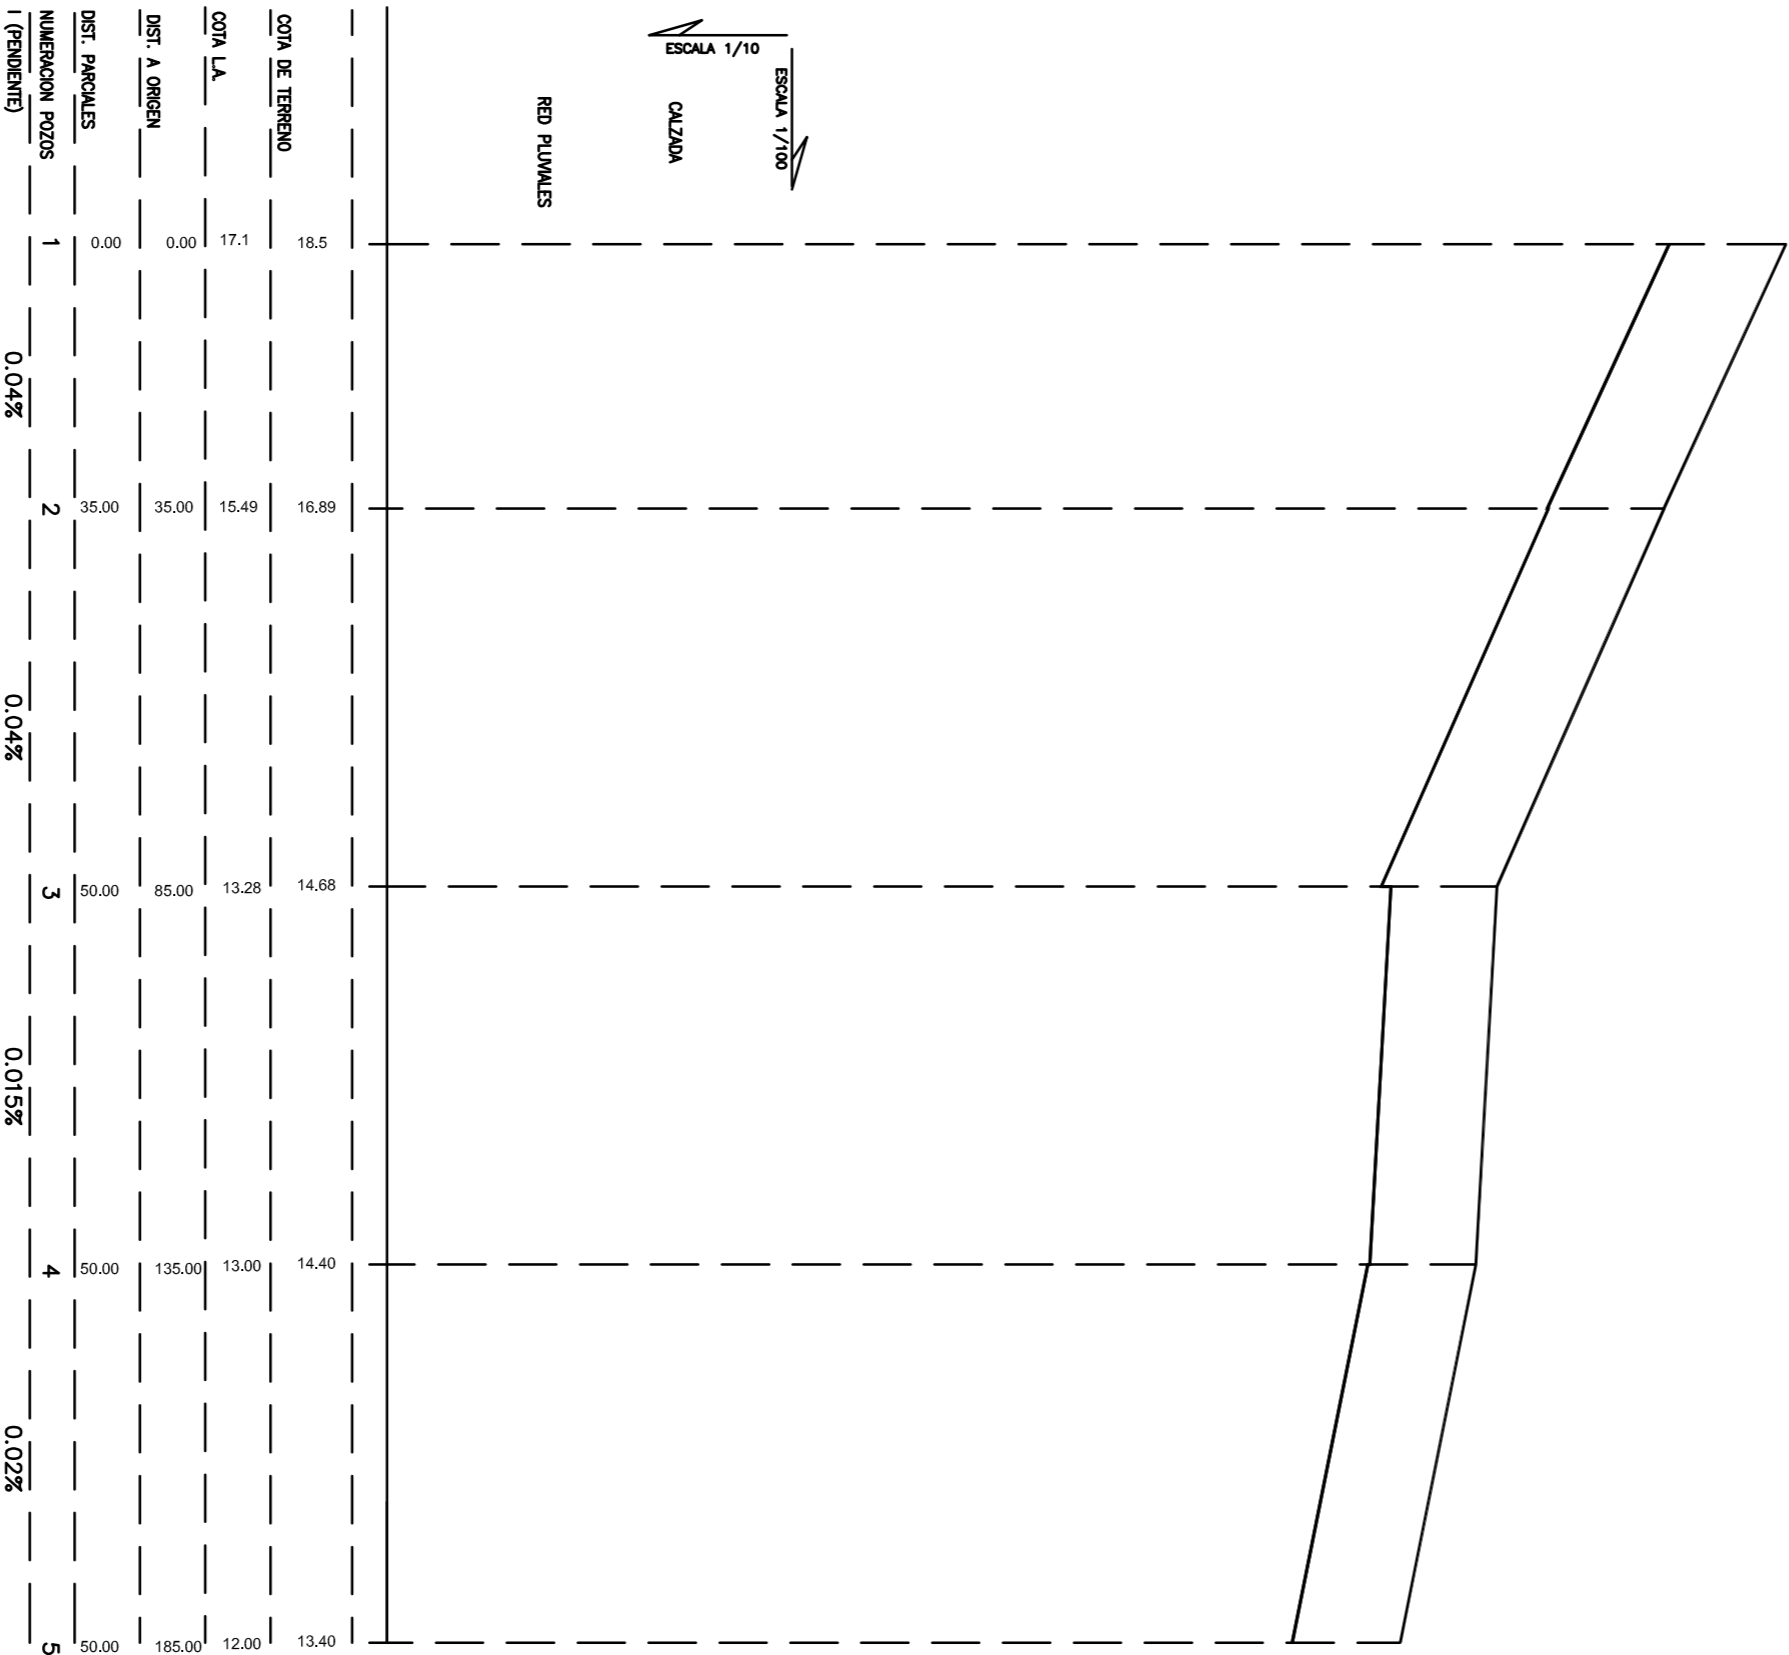 ESCALA 1/10
ESCALA 1/100
CALZADA
RED PLUVIALES
COTA DE TERRENO 18.5 16.89 14.68 14.40 13.40
COTA L.A. 17.1 15.49 13.28 13.00 12.00
DIST. A ORIGEN 0.00 35.00 85.00 135.00 185.00
DIST. PARCIALES 0.00 35.00 50.00 50.00 50.00
NUMERACION POZOS 1 2 3 4 5
I (PENDIENTE) 0.04% 0.04% 0.015% 0.02%